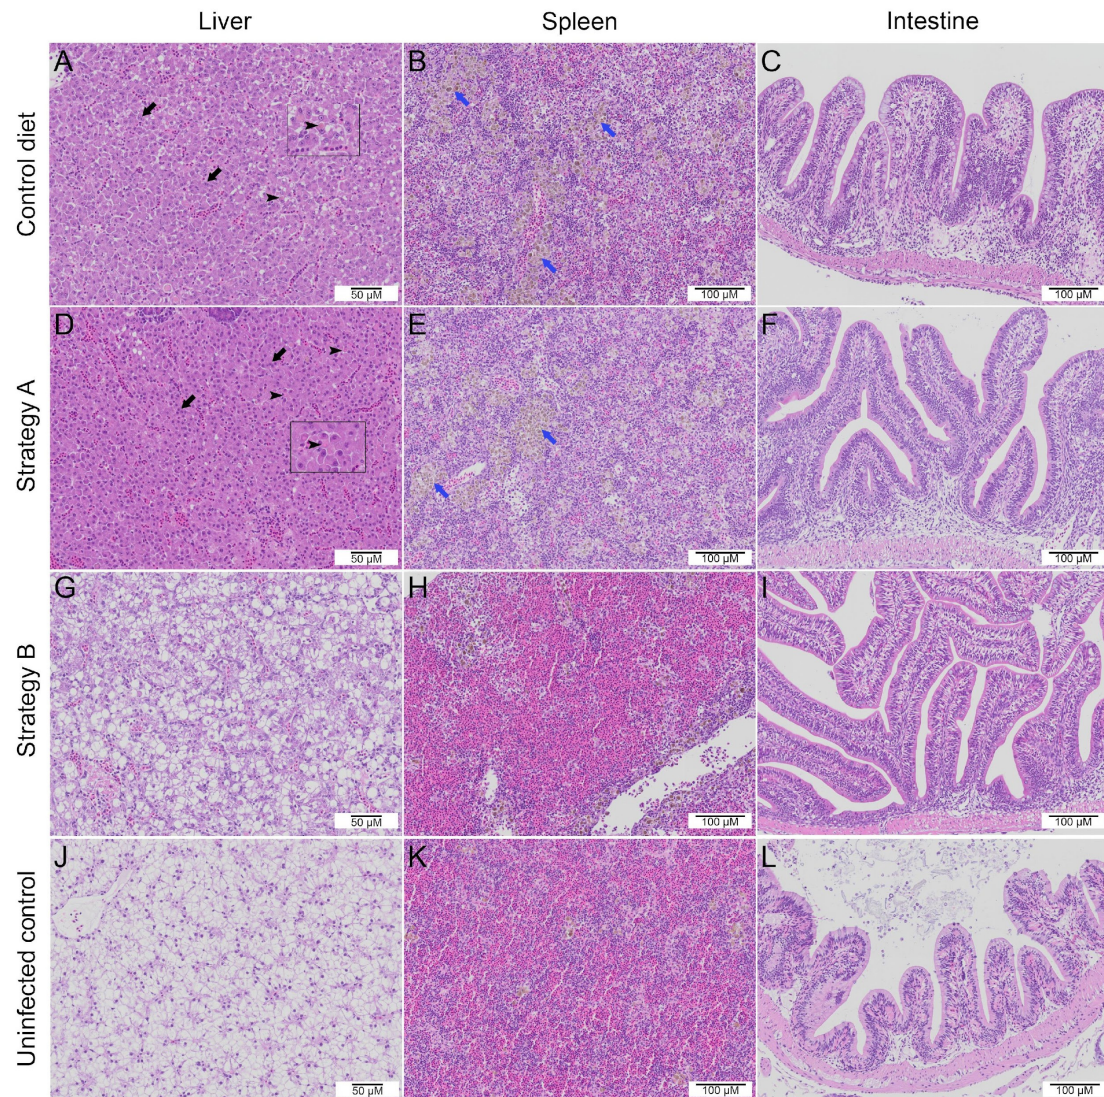 Liver Spleen Intestine
Control diet
A
B
C
50 µM
100 µM
100 µM
Strategy A
D
E
F
50 µM
100 µM
100 µM
Strategy B
G
H
I
50 µM
100 µM
100 µM
Uninfected control
J
K
L
50 µM
100 µM
100 µM